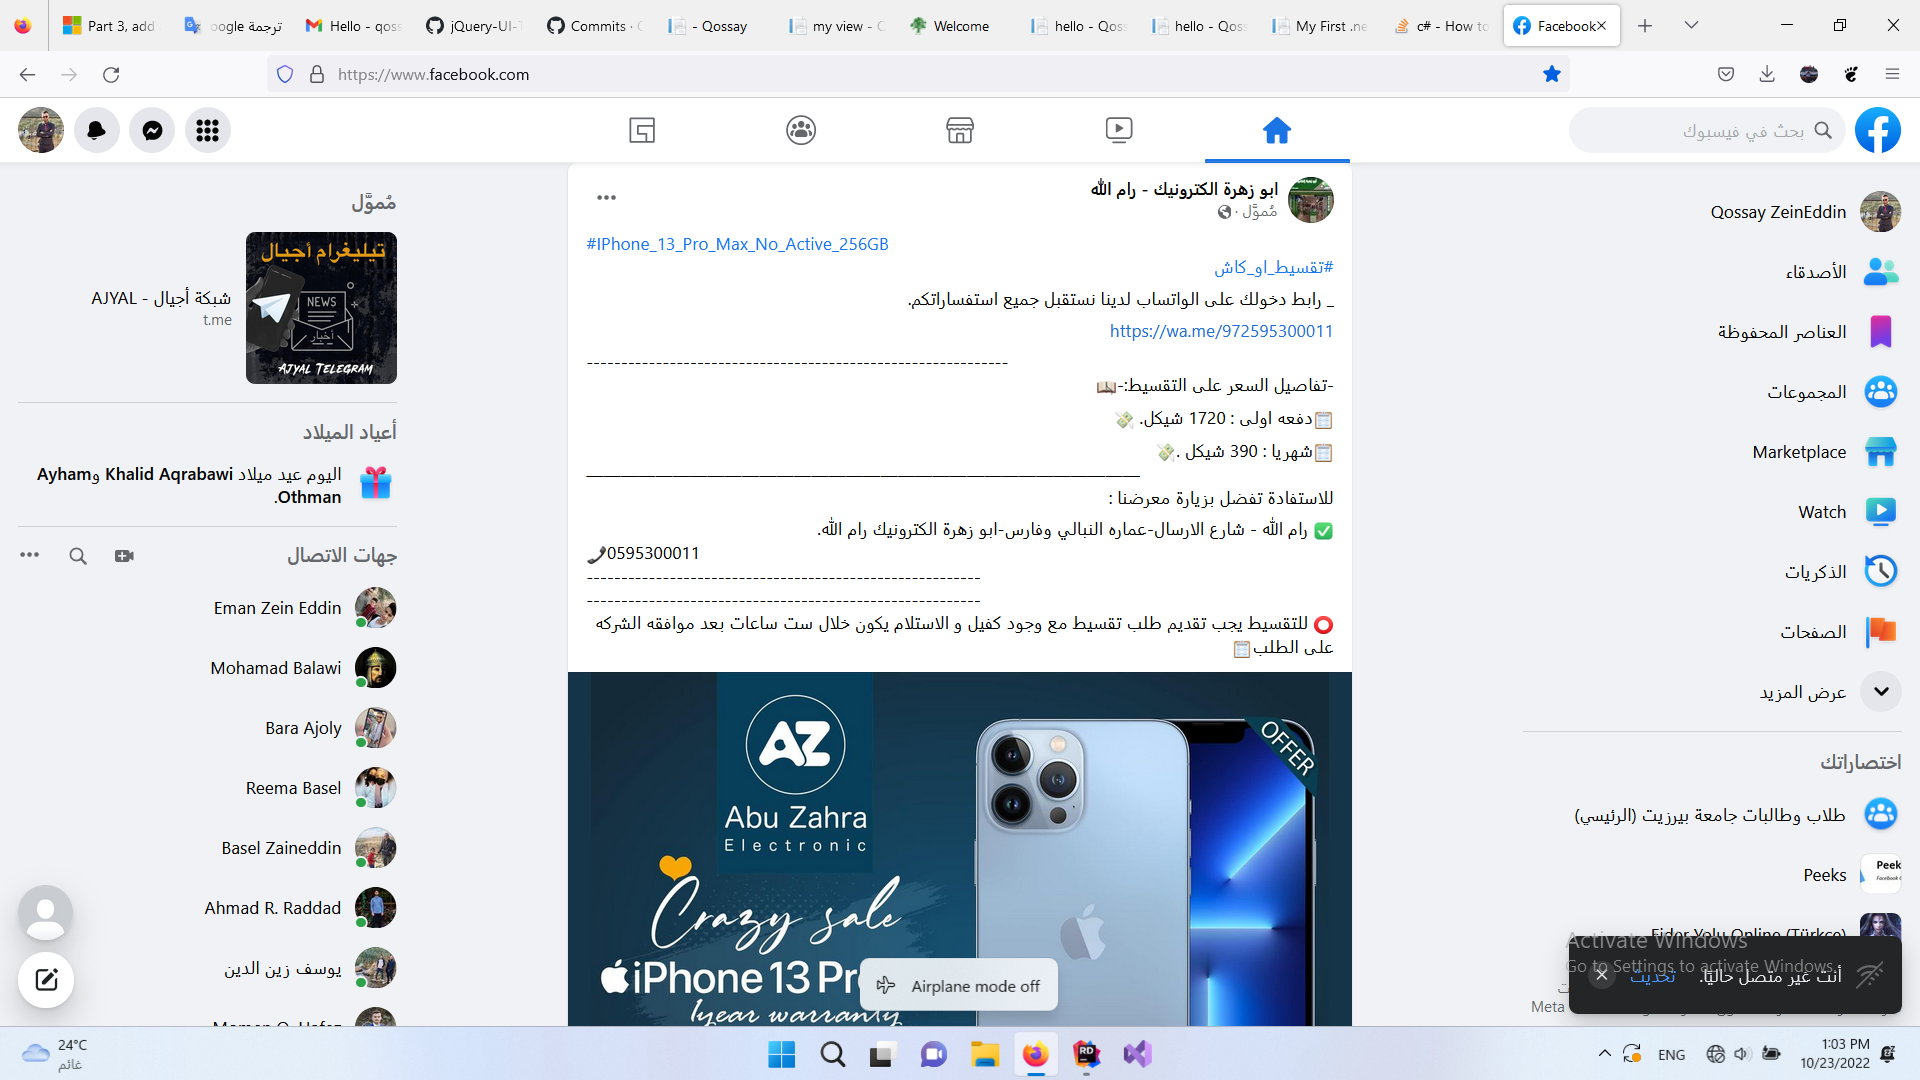 Part 3, add
ترجمة oogle
Hello - qoss
jQuery-UI-T
Commits · 
- Qossay
my view - C
Welcome
hello - Qoss
hello - Qoss
My First .ne
c# - How to
Facebook
https://www.facebook.com
بحث في فيسبوك
مُموَّل
شبكة أجيال - AJYAL
t.me
تيليغرام أجيال
NEWS
أخبار
AJYAL TELEGRAM
أعياد الميلاد
اليوم عيد ميلاد Khalid Aqrabawi وAyham
Othman.
جهات الاتصال
Eman Zein Eddin
Mohamad Balawi
Bara Ajoly
Reema Basel
Basel Zaineddin
Ahmad R. Raddad
يوسف زين الدين
ابو زهرة الكترونيك - رام الله
مُموَّل ·
#IPhone_13_Pro_Max_No_Active_256GB
#تقسيط_او_كاش
_ رابط دخولك على الواتساب لدينا نستقبل جميع استفساراتكم.
https://wa.me/972595300011
-------------------------------------------------------------
-تفاصيل السعر على التقسيط:-📖
🗒️دفعه اولى : 1720 شيكل. 💸
🗒️شهريا : 390 شيكل .💸
________________________________________________
للاستفادة تفضل بزيارة معرضنا :
✅ رام الله - شارع الارسال-عماره النبالي وفارس-ابو زهرة الكترونيك رام الله.
📞0595300011
---------------------------------------------------------
---------------------------------------------------------
⭕ للتقسيط يجب تقديم طلب تقسيط مع وجود كفيل و الاستلام يكون خلال ست ساعات بعد موافقه الشركه
على الطلب🗒️
AZ
Abu Zahra
Electronic
OFFER
Crazy sale
iPhone 13 Pr
1year warranty
Airplane mode off
Qossay ZeinEddin
الأصدقاء
العناصر المحفوظة
المجموعات
Marketplace
Watch
الذكريات
الصفحات
عرض المزيد
اختصاراتك
طلاب وطالبات جامعة بيرزيت (الرئيسي)
Peeks
Peek
Fider Yolu Online (Türkçe)
Activate Windows
Go to Settings to activate Windows.
أنت غير متصل حاليًا.
تحديث
Meta
24°C
غائم
RD
ENG
1:03 PM
10/23/2022